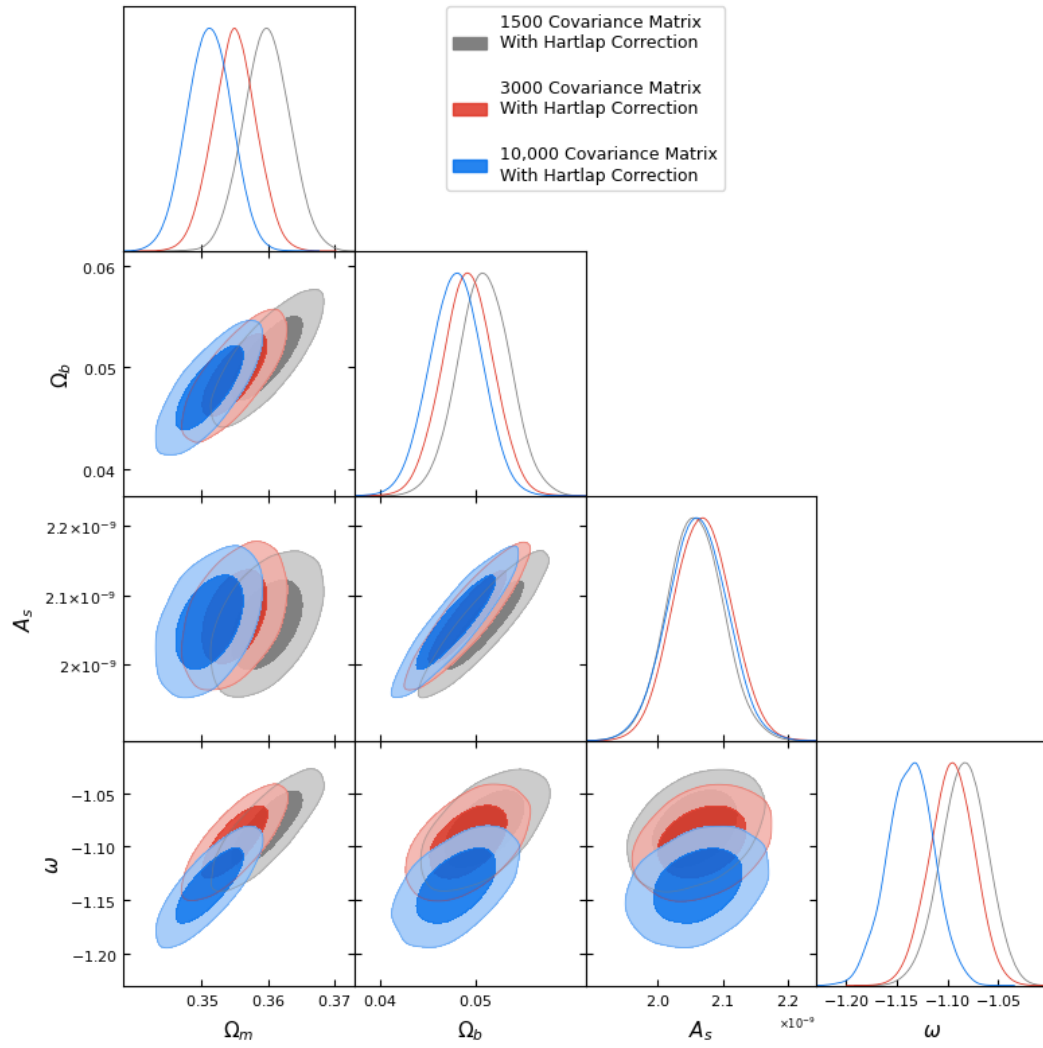 1500 Covariance Matrix
With Hartlap Correction
3000 Covariance Matrix
With Hartlap Correction
10,000 Covariance Matrix
With Hartlap Correction
0.06
0.05
0.04
Ω_b
2.2×10⁻⁹
2.1×10⁻⁹
2×10⁻⁹
A_s
−1.05
−1.10
−1.15
−1.20
ω
0.35 0.36 0.37
Ω_m
0.04 0.05
Ω_b
2.0 2.1 2.2
×10⁻⁹
A_s
−1.20 −1.15 −1.10 −1.05
ω